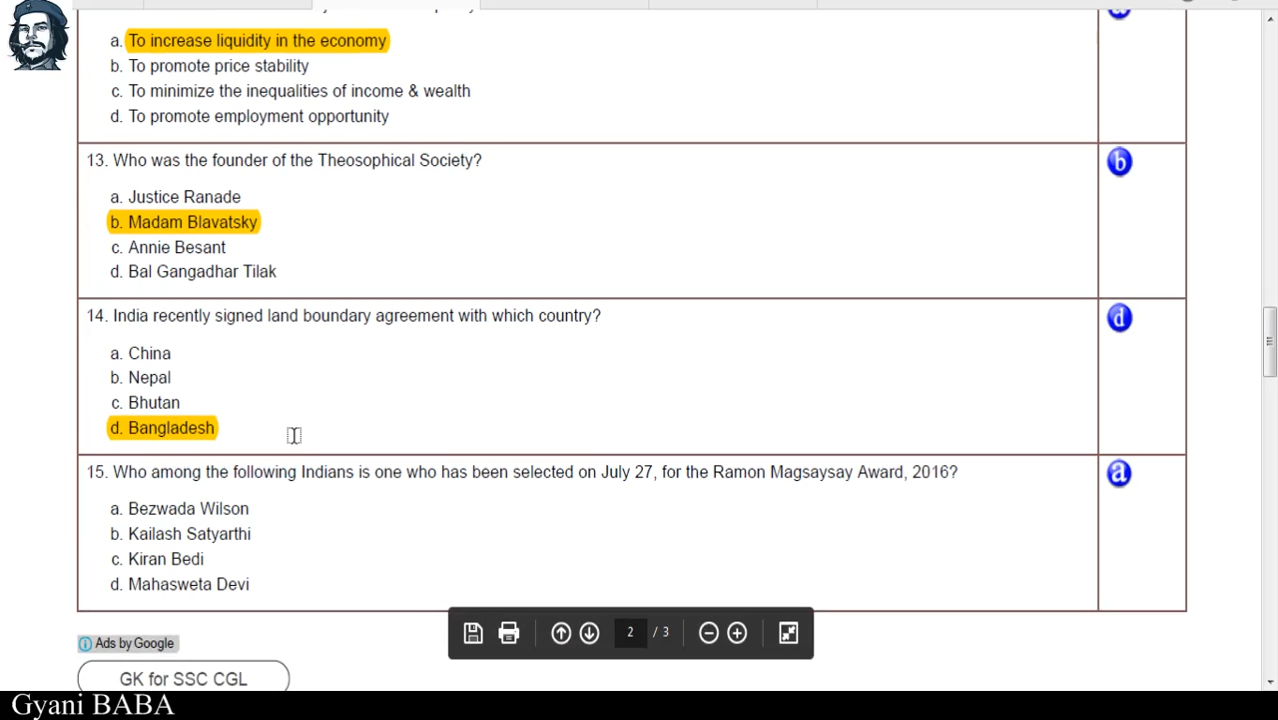 a. To increase liquidity in the economy
b. To promote price stability
c. To minimize the inequalities of income & wealth
d. To promote employment opportunity
13. Who was the founder of the Theosophical Society?
b
a. Justice Ranade
b. Madam Blavatsky
c. Annie Besant
d. Bal Gangadhar Tilak
14. India recently signed land boundary agreement with which country?
d
a. China
b. Nepal
c. Bhutan
d. Bangladesh
15. Who among the following Indians is one who has been selected on July 27, for the Ramon Magsaysay Award, 2016?
a
a. Bezwada Wilson
b. Kailash Satyarthi
c. Kiran Bedi
d. Mahasweta Devi
2 / 3
Ads by Google
GK for SSC CGL
Gyani BABA